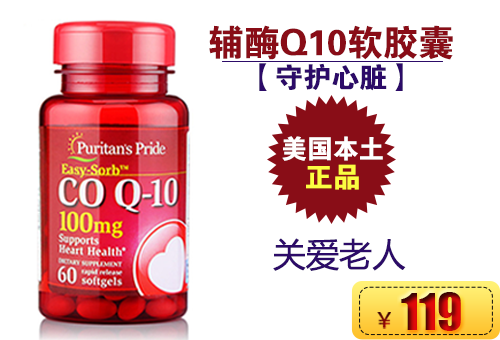 辅酶Q10软胶囊
【守护心脏】
美国本土
正品
关爱老人
¥ 119
Puritan's Pride
Easy-Sorb™
CO Q-10
100mg
Supports
Heart Health*
DIETARY SUPPLEMENT
60 rapid release
softgels